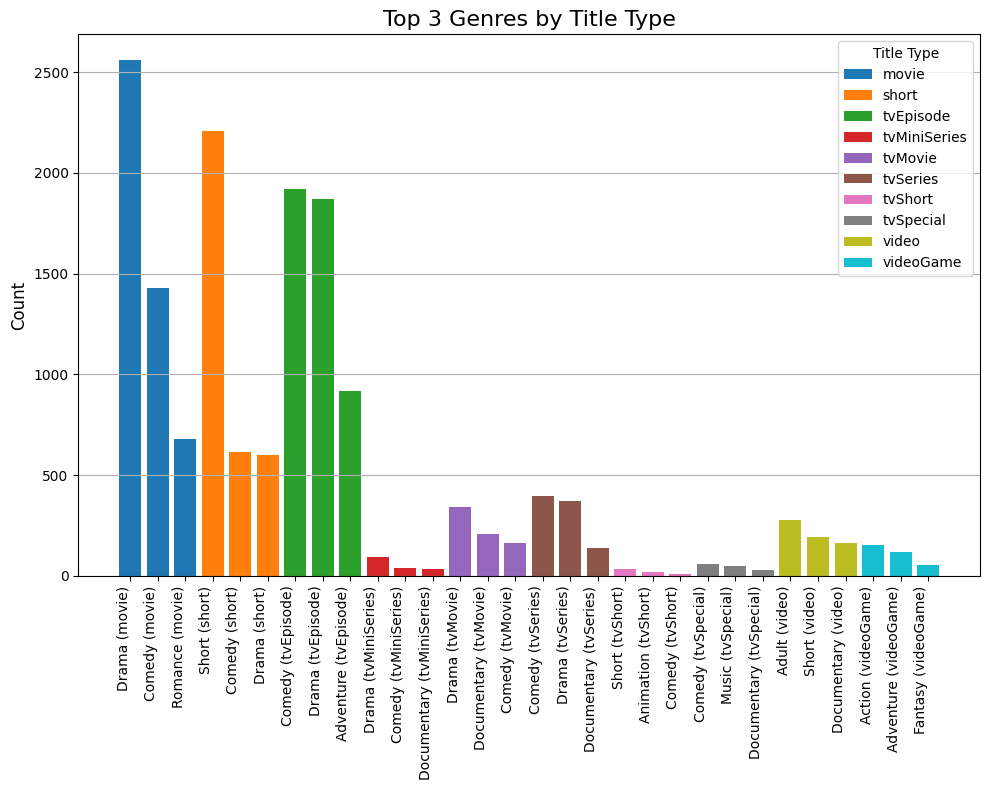 Top 3 Genres by Title Type
Title Type
movie
short
tvEpisode
tvMiniSeries
tvMovie
tvSeries
tvShort
tvSpecial
video
videoGame
Count
2500
2000
1500
1000
500
0
Drama (movie)
Comedy (movie)
Romance (movie)
Short (short)
Comedy (short)
Drama (short)
Comedy (tvEpisode)
Drama (tvEpisode)
Adventure (tvEpisode)
Drama (tvMiniSeries)
Comedy (tvMiniSeries)
Documentary (tvMiniSeries)
Drama (tvMovie)
Documentary (tvMovie)
Comedy (tvMovie)
Comedy (tvSeries)
Drama (tvSeries)
Documentary (tvSeries)
Short (tvShort)
Animation (tvShort)
Comedy (tvShort)
Comedy (tvSpecial)
Music (tvSpecial)
Documentary (tvSpecial)
Adult (video)
Short (video)
Documentary (video)
Action (videoGame)
Adventure (videoGame)
Fantasy (videoGame)